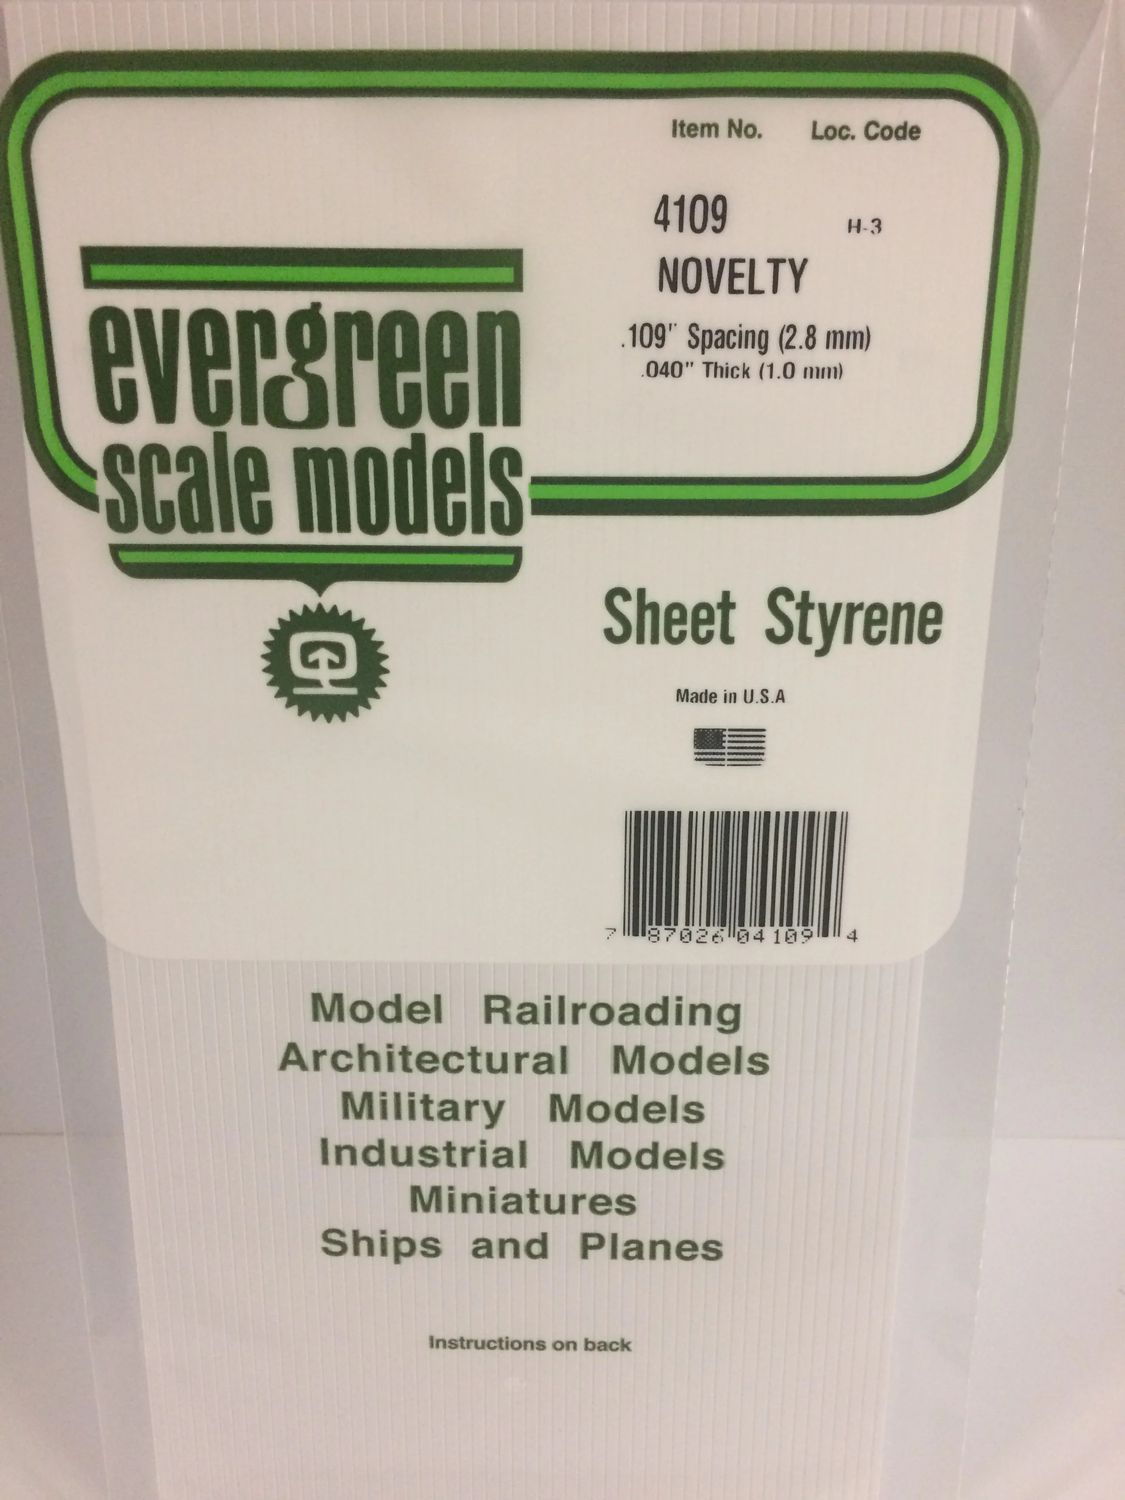 Item No. Loc. Code
4109 H-3
NOVELTY
.109" Spacing (2.8 mm)
.040" Thick (1.0 mm)
evergreen
scale models
Sheet Styrene
Made in U.S.A
7 87026 04109 4
Model Railroading
Architectural Models
Military Models
Industrial Models
Miniatures
Ships and Planes
Instructions on back